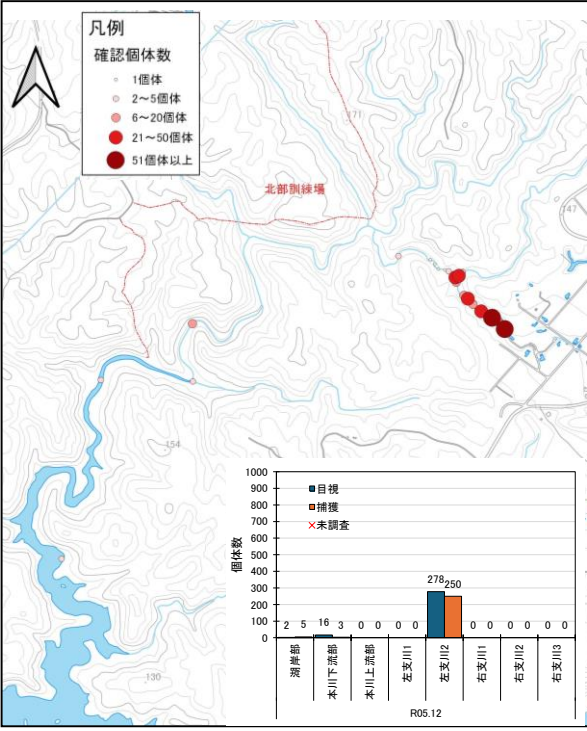 凡例
確認個体数
1個体
2～5個体
6～20個体
21～50個体
51個体以上
171
北部訓練場
147
154
130
1000
900
800
700
600
500
400
300
200
100
0
個体数
目視
捕獲
未調査
2 5 16 3 0 0 0 0 278 250 0 0 0 0 0 0
湖岸部
本川下流部
本川上流部
左支川1
左支川2
右支川1
右支川2
右支川3
R05.12